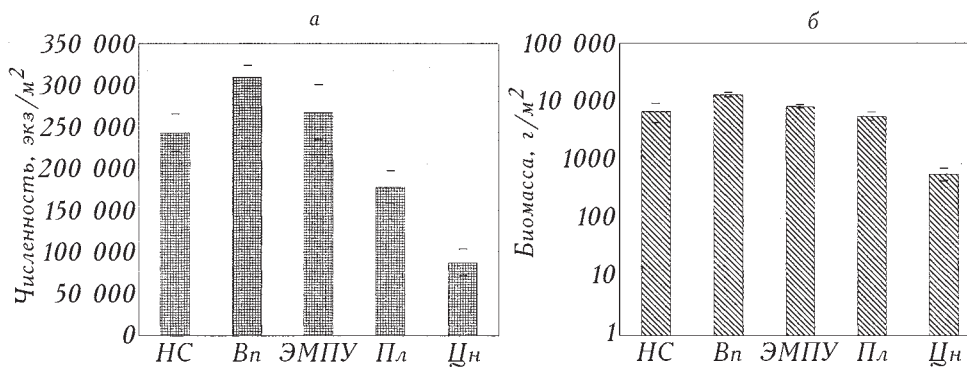 а
Численность, экз/м²
350 000
300 000
250 000
200 000
150 000
100 000
50 000
0
НС Вп ЭМПУ Пл Цн
б
Биомасса, г/м²
100 000
10 000
1000
100
10
1
НС Вп ЭМПУ Пл Цн